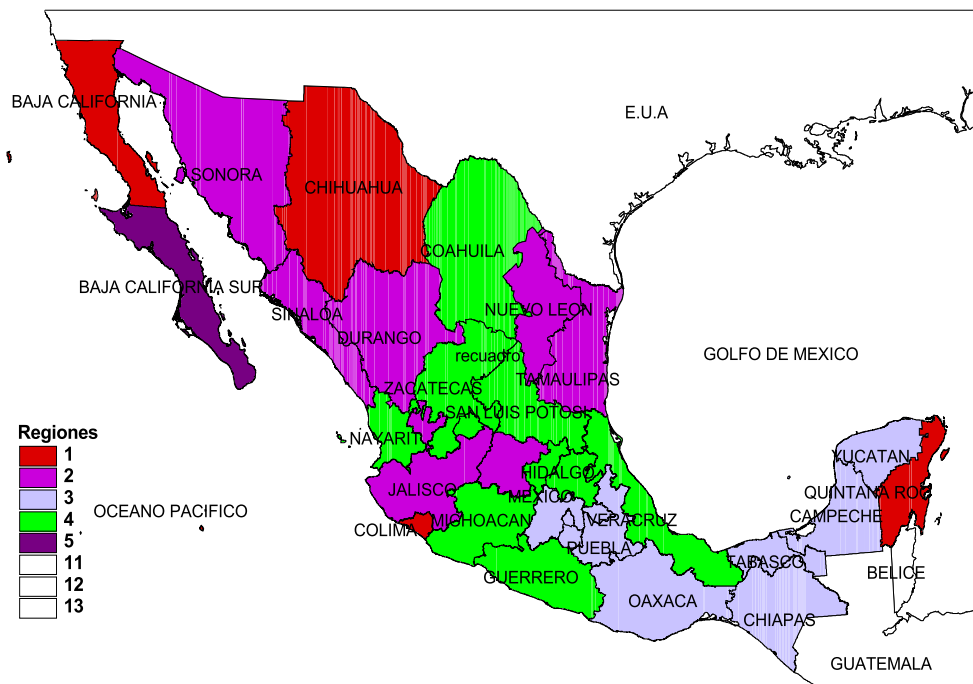 E.U.A
BAJA CALIFORNIA
SONORA
CHIHUAHUA
COAHUILA
BAJA CALIFORNIA SUR
SINALOA
NUEVO LEON
DURANGO
recuadro
GOLFO DE MEXICO
ZACATECAS
TAMAULIPAS
SAN LUIS POTOSI
NAYARIT
YUCATAN
HIDALGO
JALISCO
MEXICO
QUINTANA ROO
CAMPECHE
OCEANO PACIFICO
COLIMA
MIGHOACAN
VERACRUZ
PUEBLA
TABASCO
GUERRERO
BELICE
OAXACA
CHIAPAS
GUATEMALA
Regiones
1
2
3
4
5
11
12
13